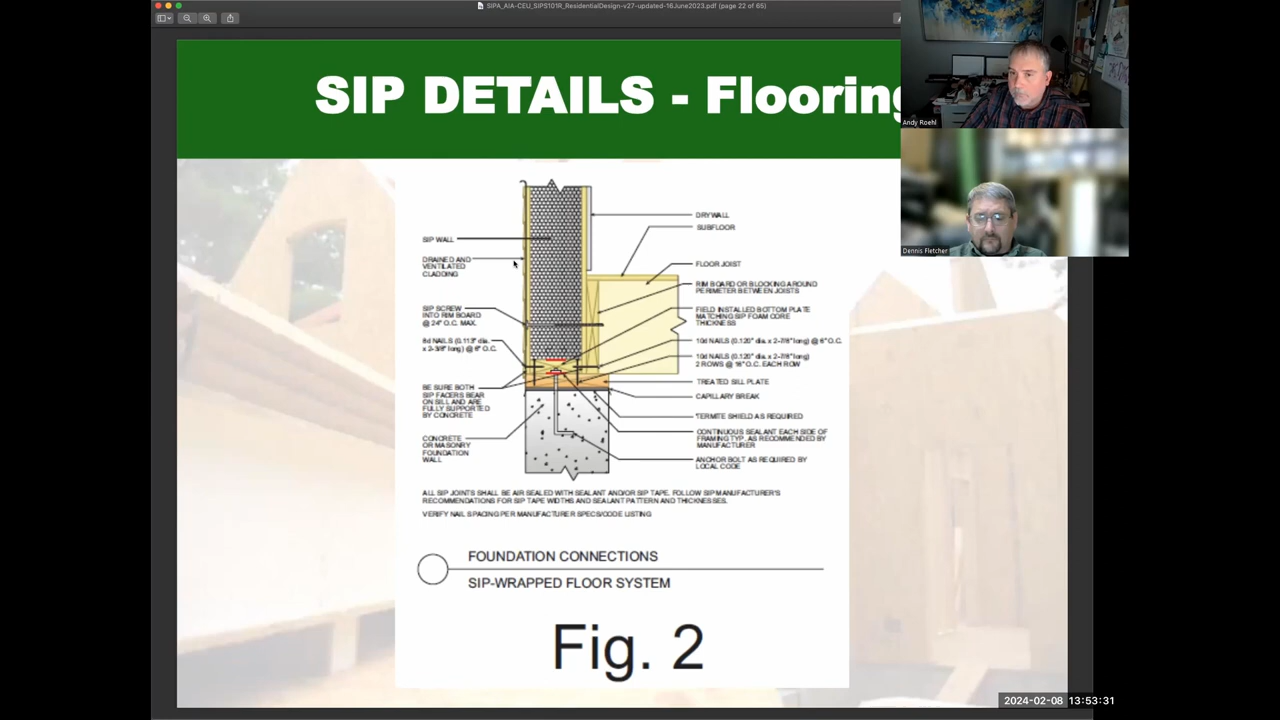 SIPA_AIA-CEU_SIPS101R_ResidentialDesign-v27-updated-16June2023.pdf (page 22 of 65)
SIP DETAILS - Flooring
Andy Roehl
Dennis Fletcher
SIP WALL
DRAINED AND
VENTILATED
CLADDING
SIP SCREW
INTO RIM BOARD
@ 24" O.C. MAX.
8d NAILS (0.113" dia.
x 2-3/8" long) @ 6" O.C.
BE SURE BOTH
SIP FACERS BEAR
ON SILL AND ARE
FULLY SUPPORTED
BY CONCRETE
CONCRETE
OR MASONRY
FOUNDATION
WALL
DRYWALL
SUBFLOOR
FLOOR JOIST
RIM BOARD OR BLOCKING AROUND
PERIMETER BETWEEN JOISTS
FIELD INSTALLED BOTTOM PLATE
MATCHING SIP FOAM CORE
THICKNESS
10d NAILS (0.120" dia. x 2-7/8" long) @ 6" O.C.
10d NAILS (0.120" dia. x 2-7/8" long)
2 ROWS @ 16" O.C. EACH ROW
TREATED SILL PLATE
CAPILLARY BREAK
TERMITE SHIELD AS REQUIRED
CONTINUOUS SEALANT EACH SIDE OF
FRAMING TYP. AS RECOMMENDED BY
MANUFACTURER
ANCHOR BOLT AS REQUIRED BY
LOCAL CODE
ALL SIP JOINTS SHALL BE AIR SEALED WITH SEALANT AND/OR SIP TAPE. FOLLOW SIP MANUFACTURER'S
RECOMMENDATIONS FOR SIP TAPE WIDTHS AND SEALANT PATTERN AND THICKNESSES.
VERIFY NAIL SPACING PER MANUFACTURER SPECS/CODE LISTING
FOUNDATION CONNECTIONS
SIP-WRAPPED FLOOR SYSTEM
Fig. 2
2024-02-08 13:53:31